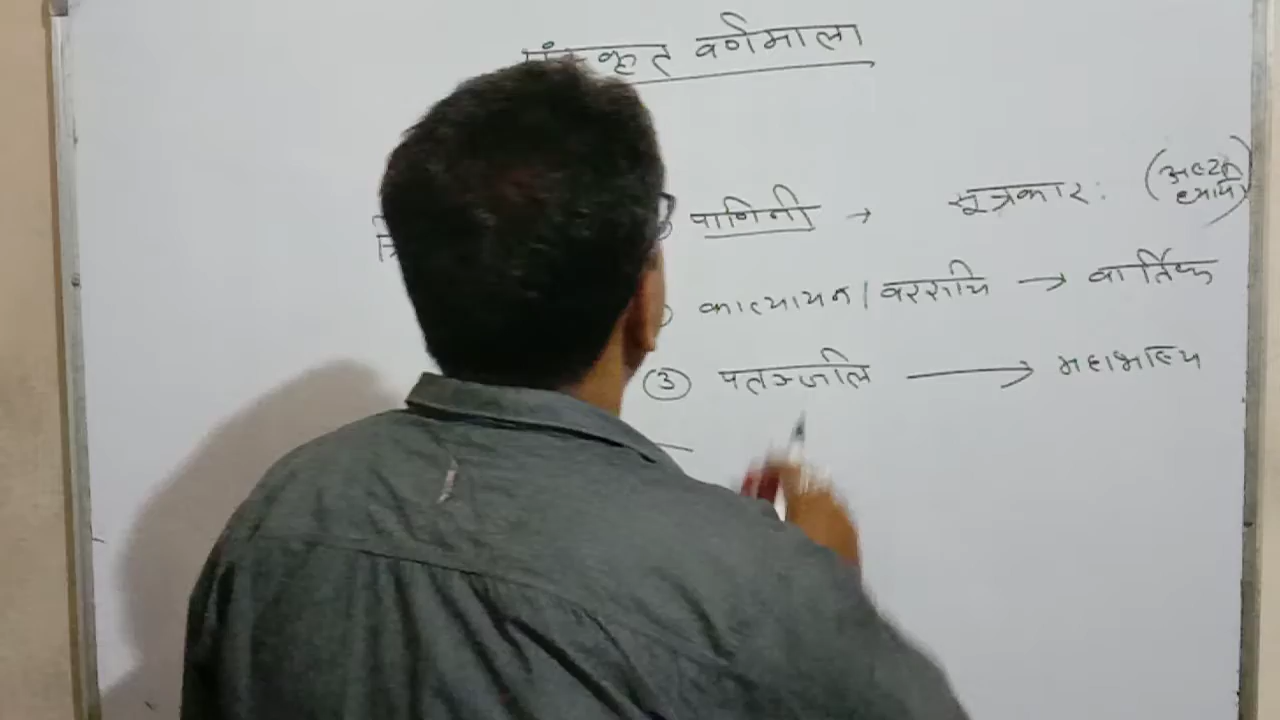 संस्कृत वर्णमाला
पाणिनी → सूत्रकार: (अष्टा
ध्यायी)
कात्यायन | वररुचि → वार्तिक
③ पतञ्जलि → महाभाष्य